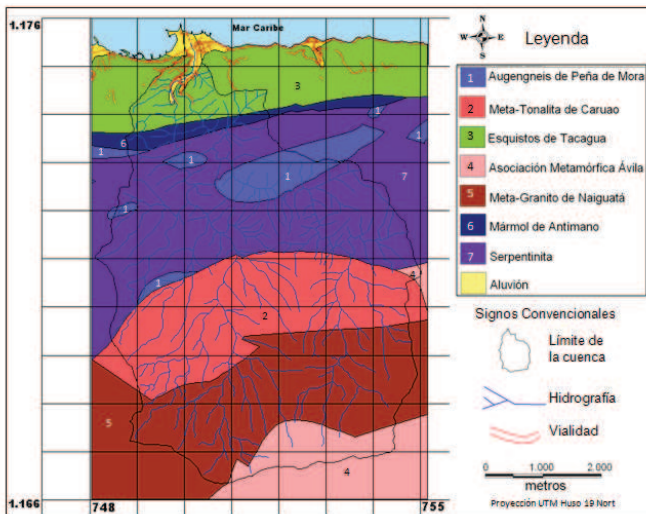 1.176
Mar Caribe
3
6
1
1
1
1
7
1
1
4
1
2
5
4
1.166
748
755
N
W E
S
Leyenda
1 Augengneis de Peña de Mora
2 Meta-Tonalita de Caruao
3 Esquistos de Tacagua
4 Asociación Metamórfica Ávila
5 Meta-Granito de Naiguatá
6 Mármol de Antímano
7 Serpentinita
Aluvión
Signos Convencionales
Límite de
la cuenca
Hidrografía
Vialidad
0 1.000 2.000
metros
Proyección UTM Huso 19 Nort